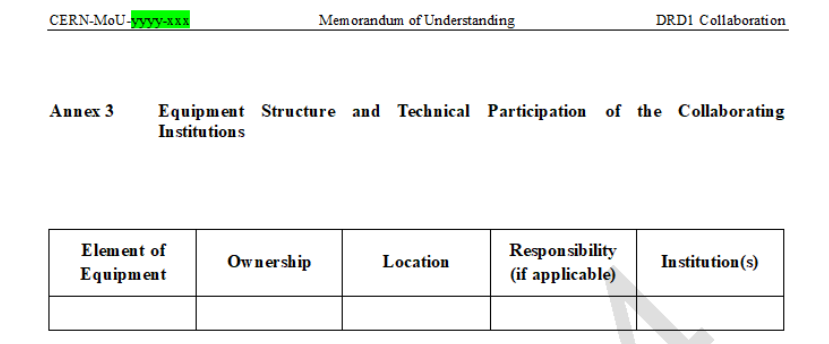 CERN-MoU-yyyy-xxx Memorandum of Understanding DRD1 Collaboration
Annex 3 Equipment Structure and Technical Participation of the Collaborating
Institutions
Element of Equipment Ownership Location Responsibility (if applicable) Institution(s)